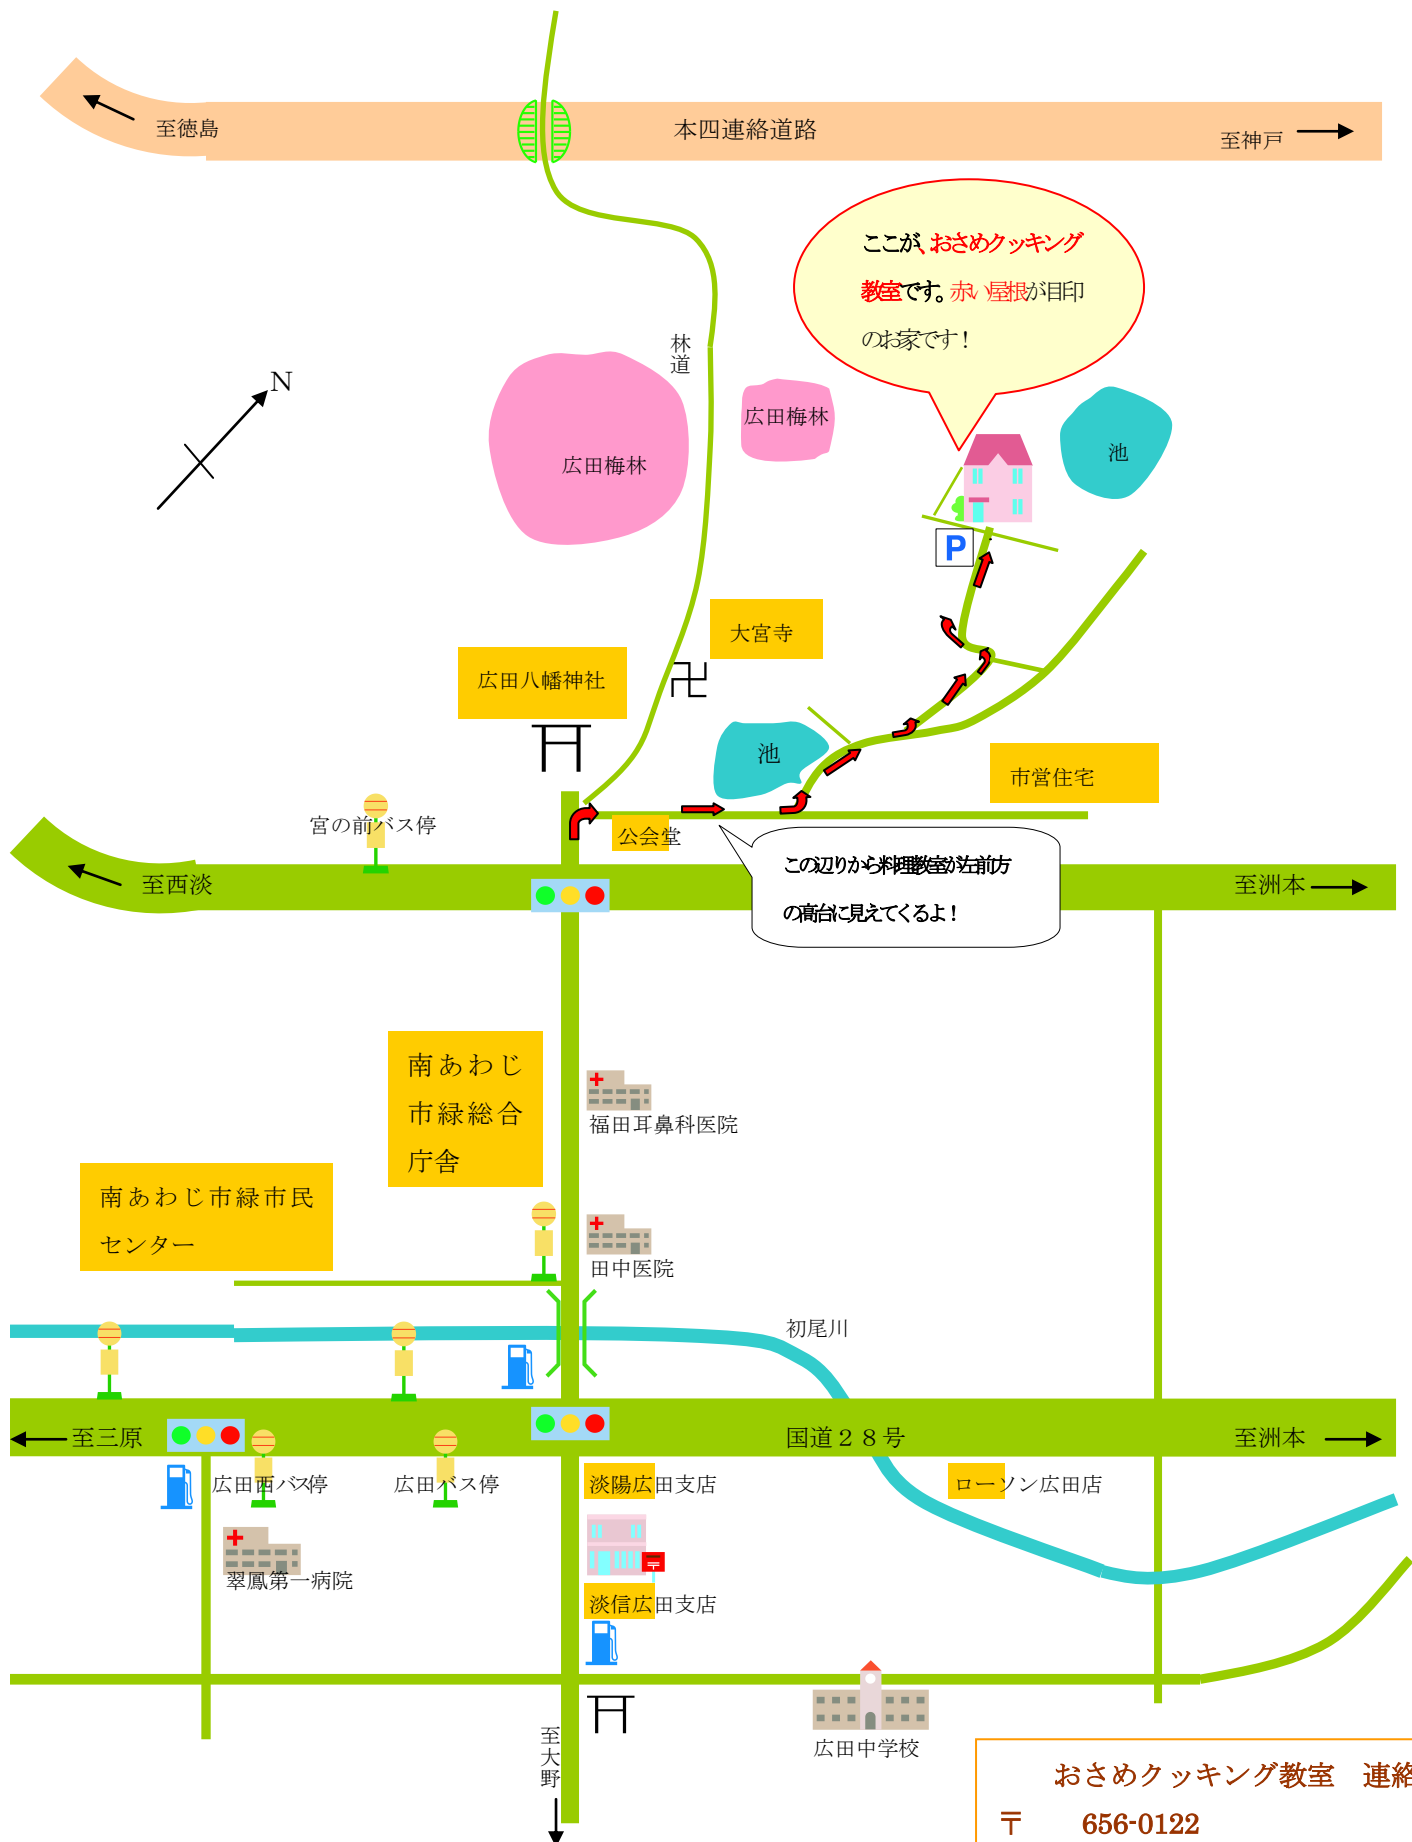 至徳島
本四連絡道路
至神戸
ここが、おさめクッキング
教室です。赤い屋根が目印
のお家です！
林道
N
広田梅林
広田梅林
池
P
大宮寺
広田八幡神社
池
市営住宅
宮の前バス停
公会堂
この辺りから料理教室が左前方
の高台に見えてくるよ！
至西淡
至洲本
南あわじ
市緑総合
庁舎
福田耳鼻科医院
南あわじ市緑市民
センター
田中医院
初尾川
至三原
国道２８号
至洲本
広田西バス停
広田バス停
淡陽広田支店
ローソン広田店
翠鳳第一病院
〒
淡信広田支店
至大野
広田中学校
おさめクッキング教室　連絡
〒　656-0122